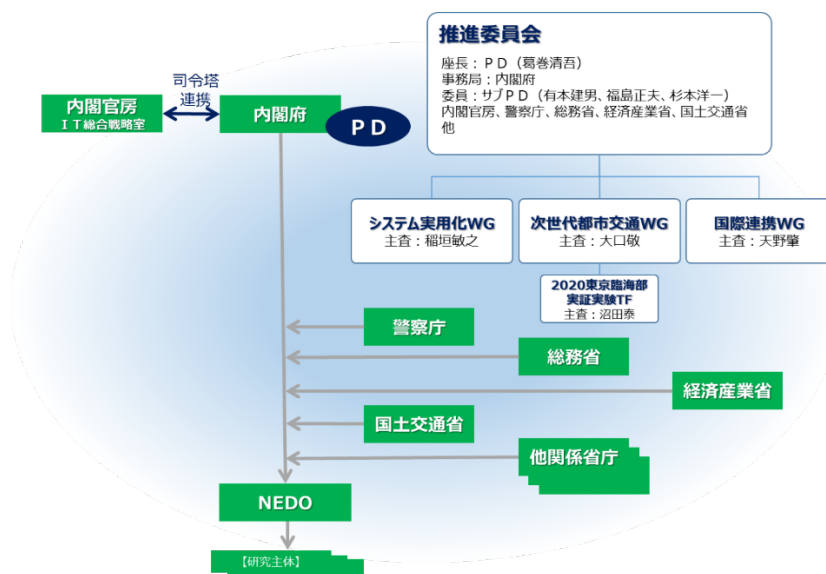 推進委員会
座長：ＰＤ（葛巻清吾）
事務局：内閣府
委員：サブＰＤ（有本建男、福島正夫、杉本洋一）
内閣官房、警察庁、総務省、経済産業省、国土交通省
他
司令塔
連携
内閣官房
ＩＴ総合戦略室
内閣府
ＰＤ
システム実用化WG
主査：稲垣敏之
次世代都市交通WG
主査：大口敬
国際連携WG
主査：天野肇
2020東京臨海部
実証実験TF
主査：沼田泰
警察庁
総務省
経済産業省
国土交通省
他関係省庁
NEDO
【研究主体】